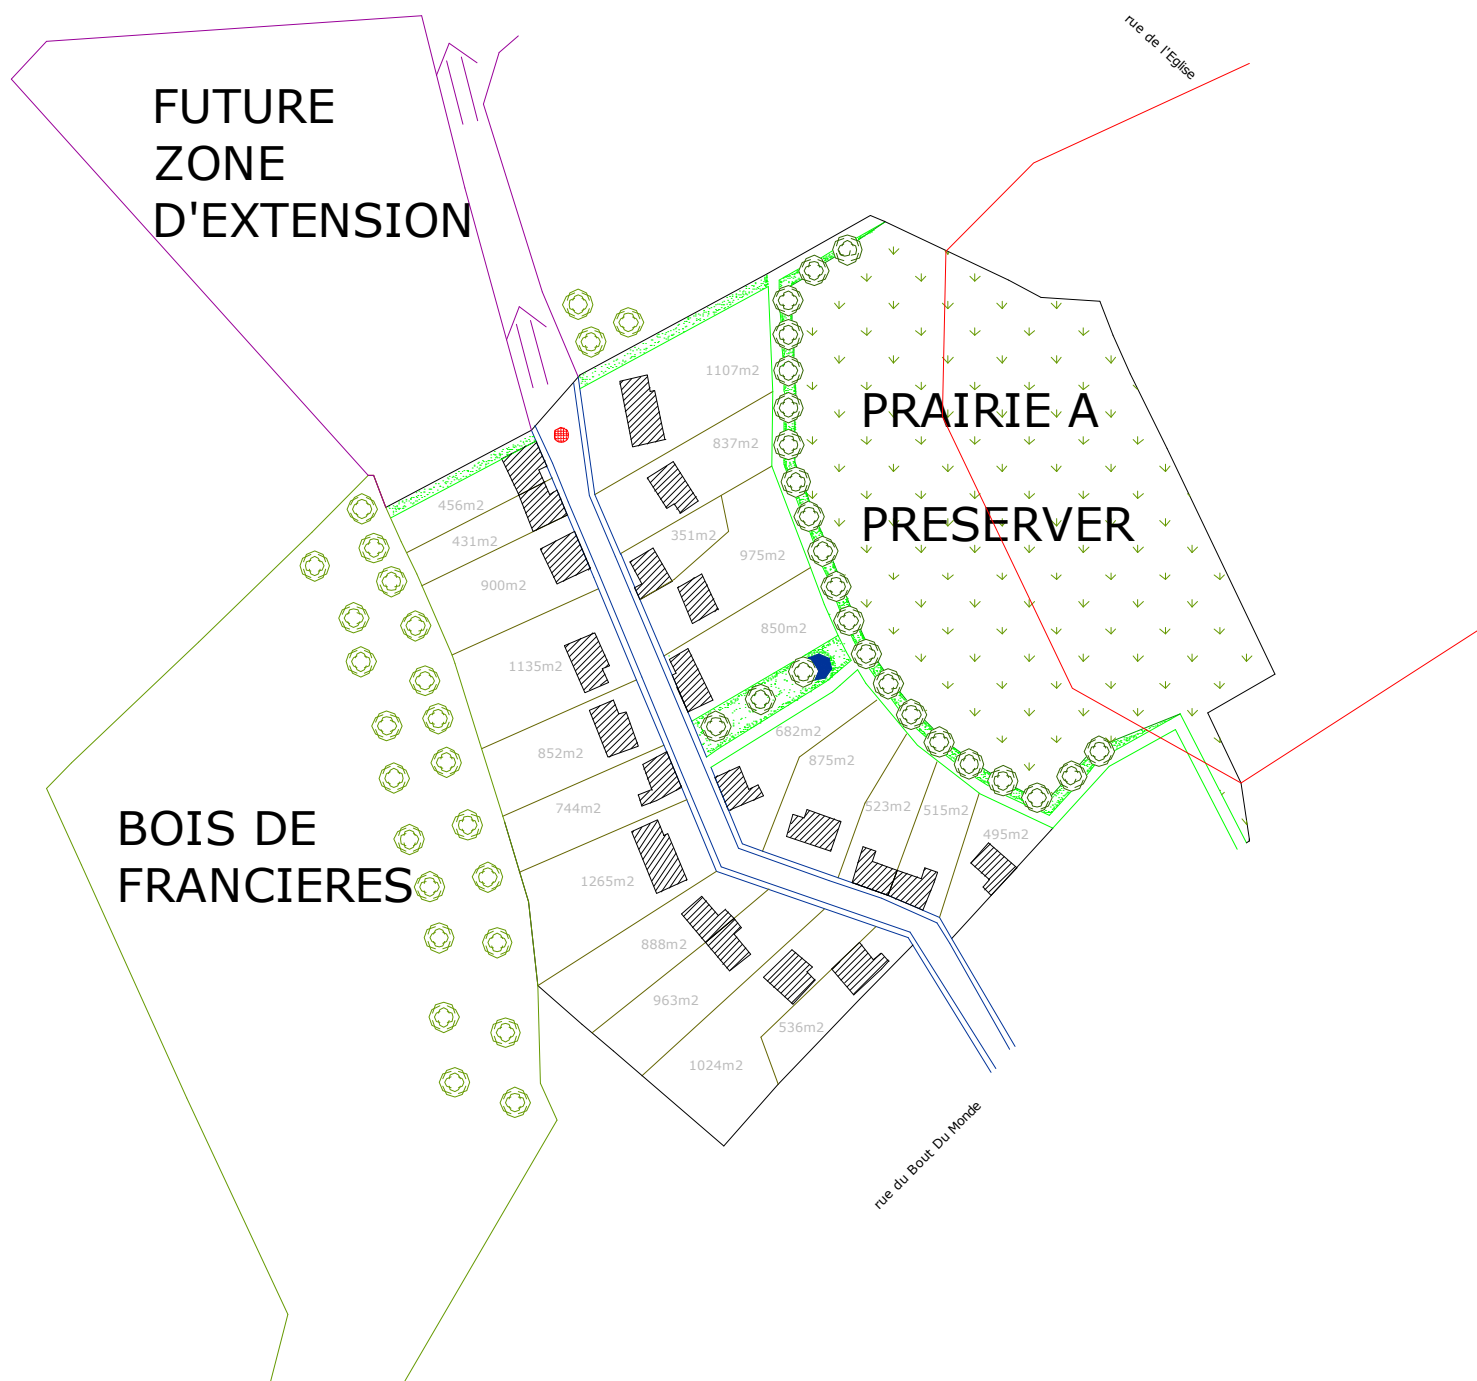 rue de l'Eglise
FUTURE
ZONE
D'EXTENSION
1107m2
PRAIRIE A
837m2
456m2
PRESERVER
351m2
431m2
975m2
900m2
850m2
1135m2
682m2
852m2
875m2
744m2
523m2
515m2
BOIS DE
495m2
FRANCIERES
1265m2
888m2
963m2
536m2
1024m2
rue du Bout Du Monde